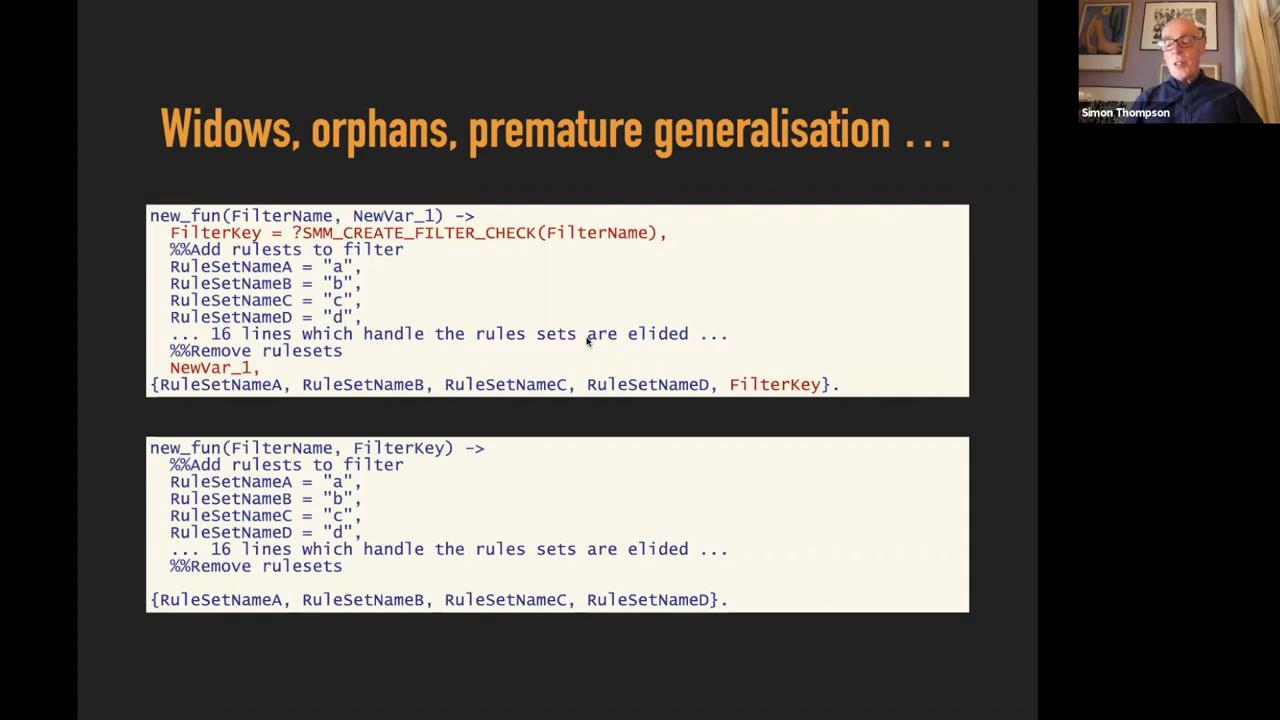 Widows, orphans, premature generalisation ...
new_fun(FilterName, NewVar_1) ->
FilterKey = ?SMM_CREATE_FILTER_CHECK(FilterName),
%%Add rulests to filter
RuleSetNameA = "a",
RuleSetNameB = "b",
RuleSetNameC = "c",
RuleSetNameD = "d",
... 16 lines which handle the rules sets are elided ...
%%Remove rulesets
NewVar_1,
{RuleSetNameA, RuleSetNameB, RuleSetNameC, RuleSetNameD, FilterKey}.
new_fun(FilterName, FilterKey) ->
%%Add rulests to filter
RuleSetNameA = "a",
RuleSetNameB = "b",
RuleSetNameC = "c",
RuleSetNameD = "d",
... 16 lines which handle the rules sets are elided ...
%%Remove rulesets
{RuleSetNameA, RuleSetNameB, RuleSetNameC, RuleSetNameD}.
Simon Thompson